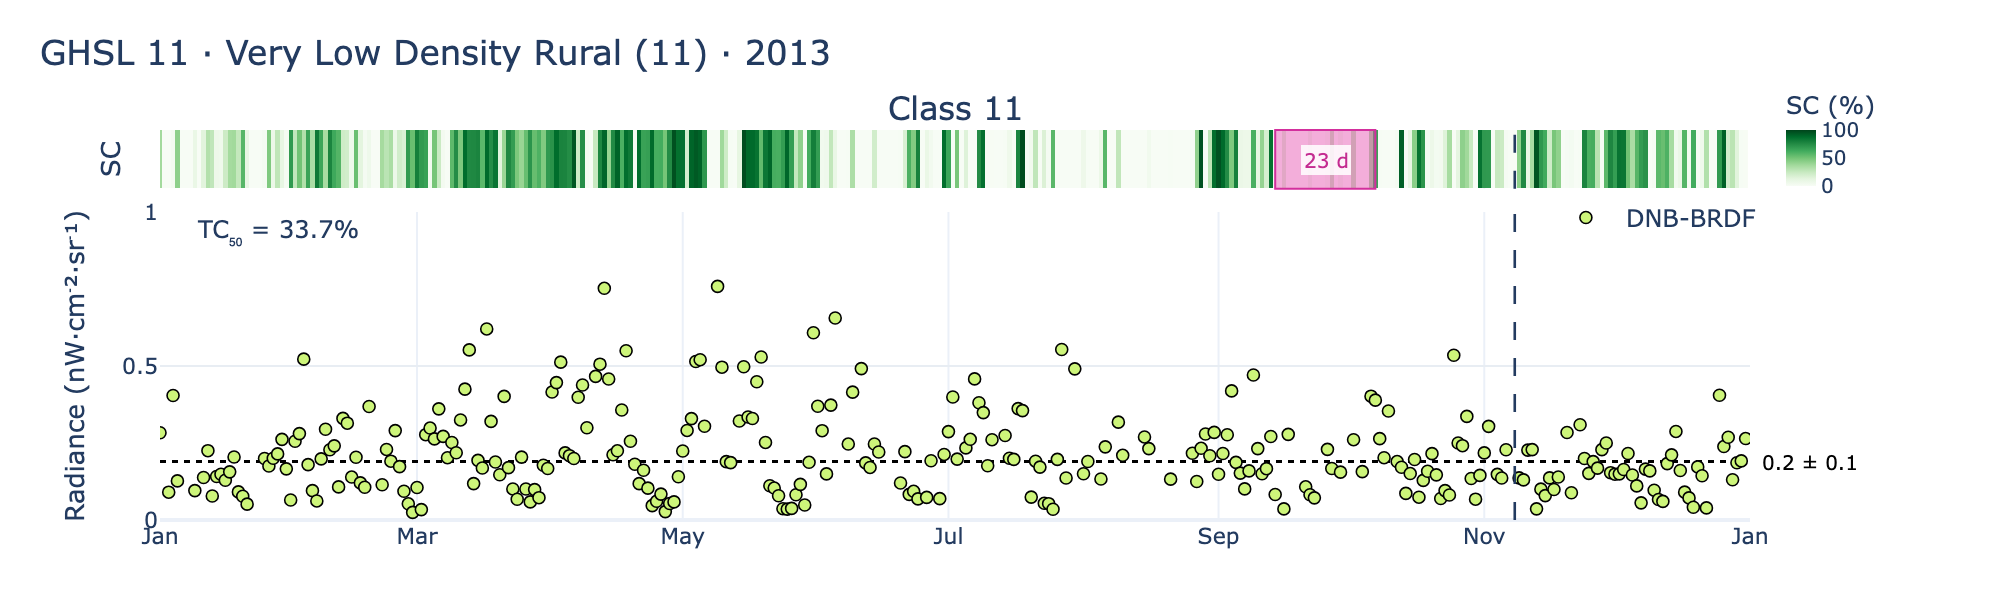 GHSL 11 · Very Low Density Rural (11) · 2013
Class 11
SC (%)
SC
23 d
100
50
0
TC₅₀ = 33.7%
DNB-BRDF
Radiance (nW·cm⁻²·sr⁻¹)
1
0.5
0
0.2 ± 0.1
Jan
Mar
May
Jul
Sep
Nov
Jan